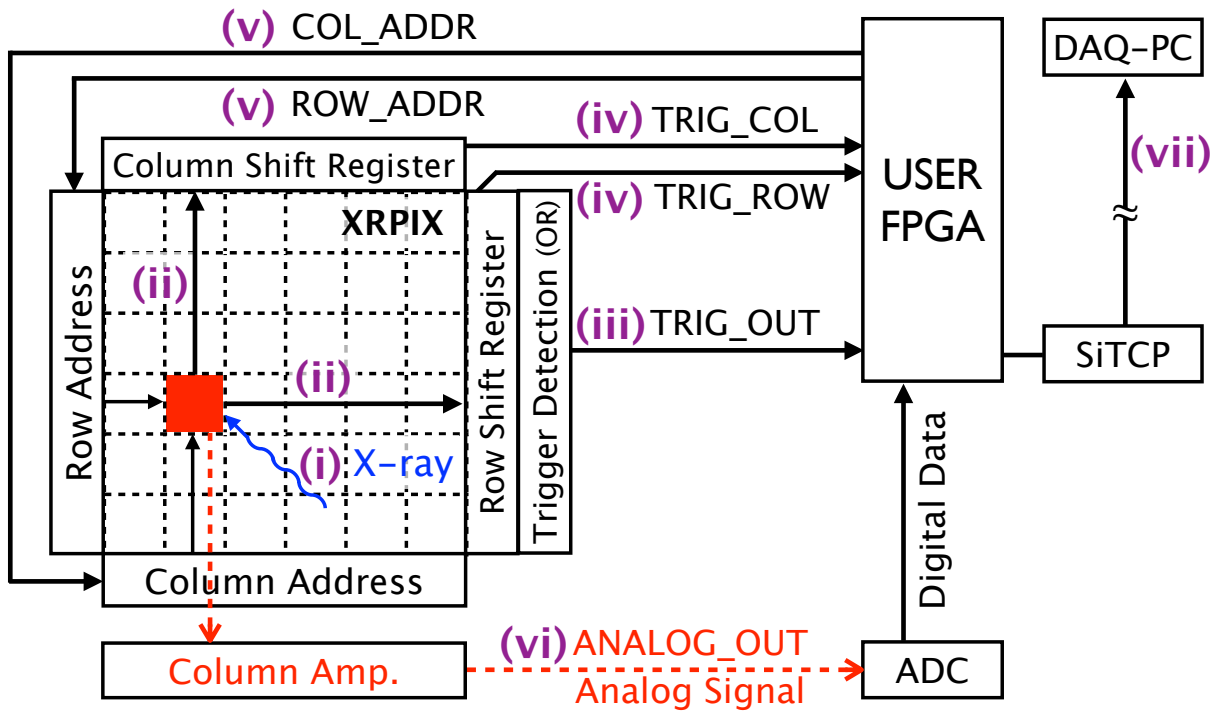 (v) COL_ADDR
(v) ROW_ADDR
(iv) TRIG_COL
(iv) TRIG_ROW
(iii) TRIG_OUT
USER
FPGA
DAQ-PC
(vii)
≈
SiTCP
Column Shift Register
XRPIX
Row Address
Row Shift Register
Trigger Detection (OR)
(ii)
(ii)
(i) X-ray
Column Address
Column Amp.
(vi) ANALOG_OUT
Analog Signal
ADC
Digital Data